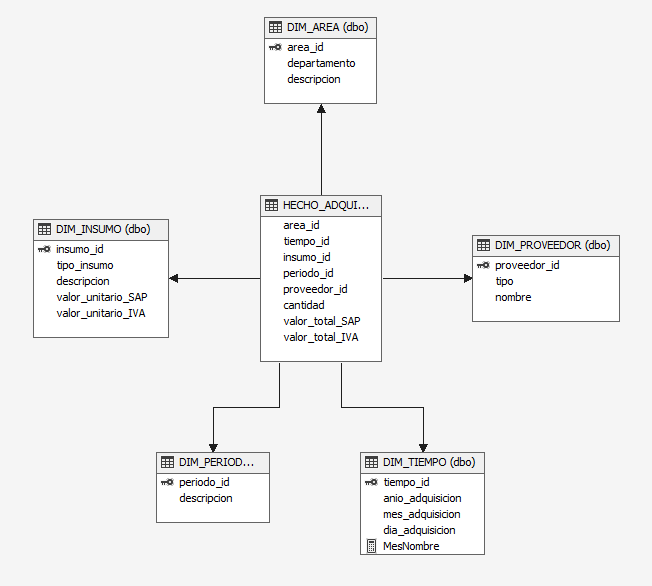 DIM_AREA (dbo)
area_id
departamento
descripcion
HECHO_ADQUI...
area_id
tiempo_id
insumo_id
periodo_id
proveedor_id
cantidad
valor_total_SAP
valor_total_IVA
DIM_INSUMO (dbo)
insumo_id
tipo_insumo
descripcion
valor_unitario_SAP
valor_unitario_IVA
DIM_PROVEEDOR (dbo)
proveedor_id
tipo
nombre
DIM_PERIOD...
periodo_id
descripcion
DIM_TIEMPO (dbo)
tiempo_id
anio_adquisicion
mes_adquisicion
dia_adquisicion
MesNombre